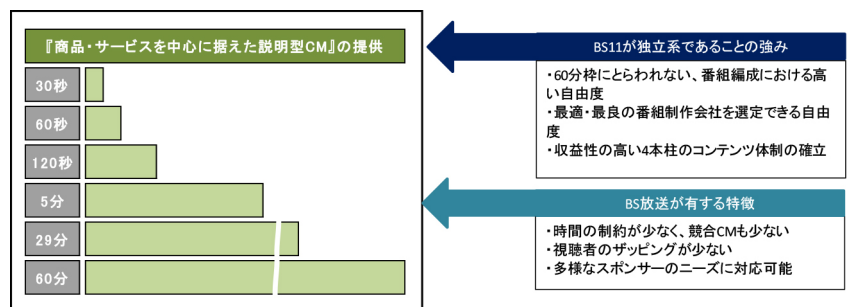 『商品・サービスを中心に据えた説明型CM』の提供
30秒
60秒
120秒
5分
29分
60分
BS11が独立系であることの強み
・60分枠にとらわれない、番組編成における高
い自由度
・最適・最良の番組制作会社を選定できる自由
度
・収益性の高い4本柱のコンテンツ体制の確立
BS放送が有する特徴
・時間の制約が少なく、競合CMも少ない
・視聴者のザッピングが少ない
・多様なスポンサーのニーズに対応可能